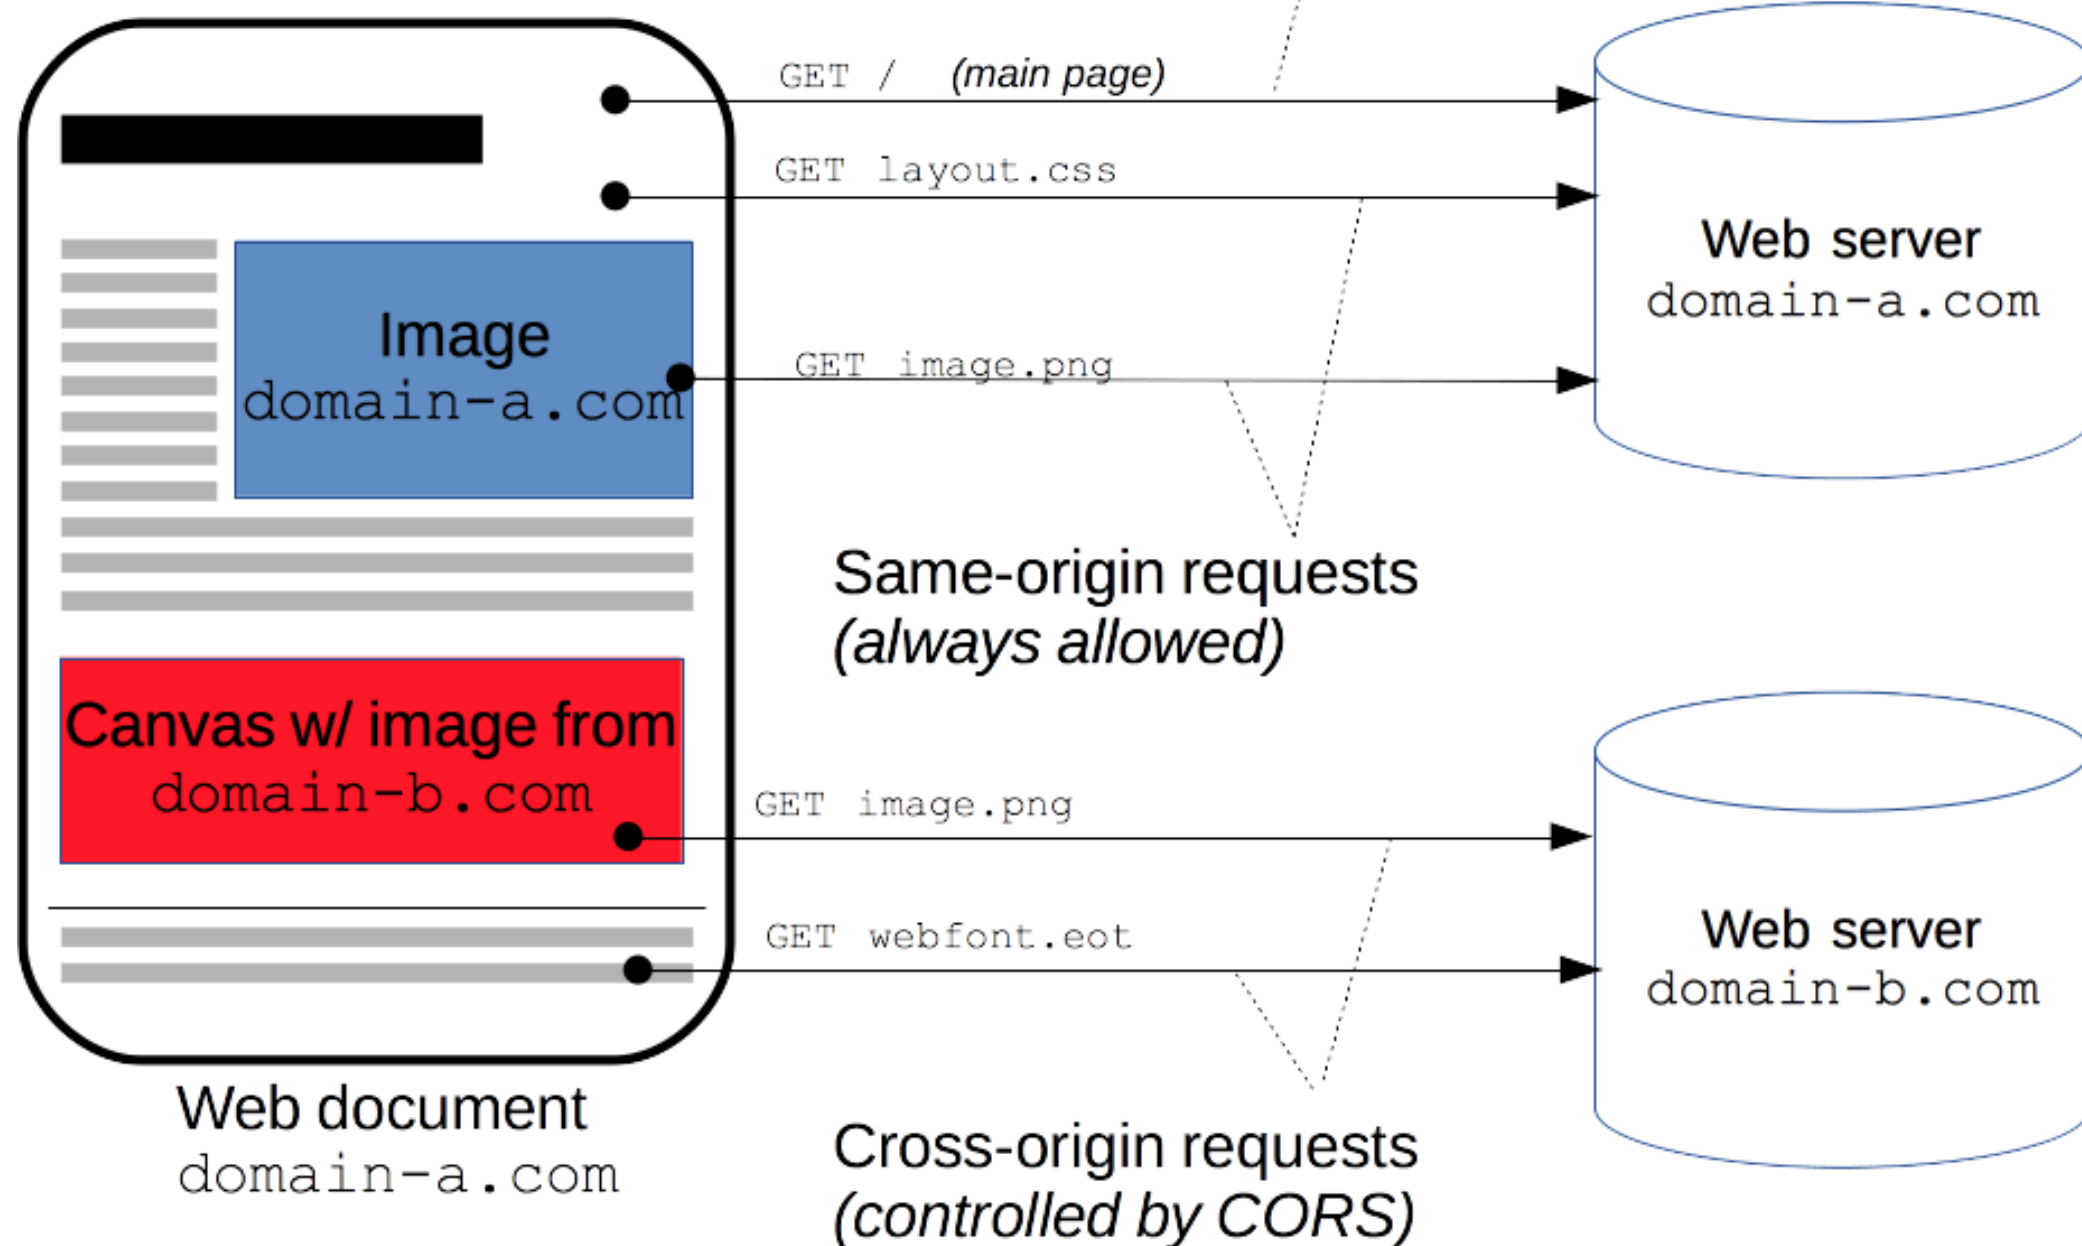 GET / (main page)
GET layout.css
Web server
domain-a.com
Image
domain-a.com
GET image.png
Same-origin requests
(always allowed)
Canvas w/ image from
domain-b.com
GET image.png
GET webfont.eot
Web server
domain-b.com
Web document
domain-a.com
Cross-origin requests
(controlled by CORS)